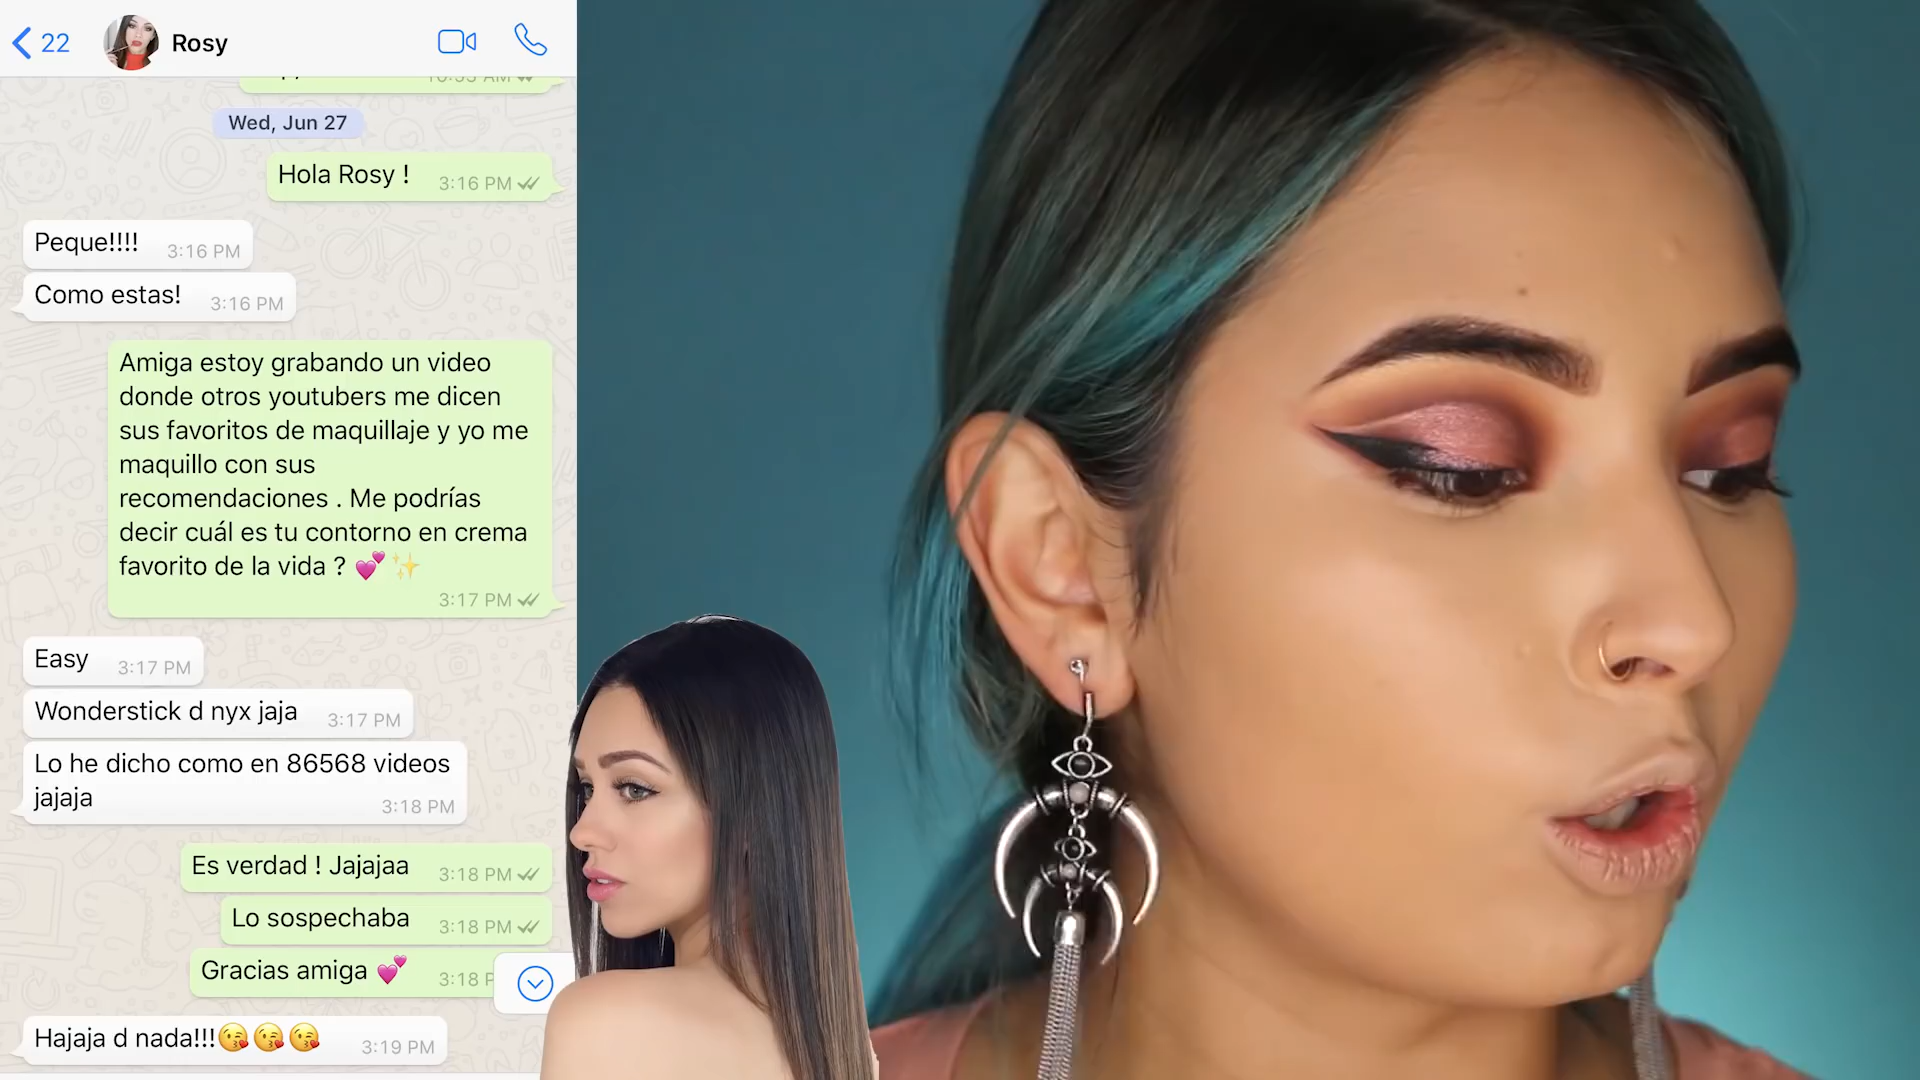 22
Rosy
Wed, Jun 27
Hola Rosy !
3:16 PM
Peque!!!!
3:16 PM
Como estas!
3:16 PM
Amiga estoy grabando un video
donde otros youtubers me dicen
sus favoritos de maquillaje y yo me
maquillo con sus
recomendaciones . Me podrías
decir cuál es tu contorno en crema
favorito de la vida ? 💕✨
3:17 PM
Easy
3:17 PM
Wonderstick d nyx jaja
3:17 PM
Lo he dicho como en 86568 videos
jajaja
3:18 PM
Es verdad ! Jajajaa
3:18 PM
Lo sospechaba
3:18 PM
Gracias amiga 💕
3:18 P
Hajaja d nada!!!😘😘😘
3:19 PM